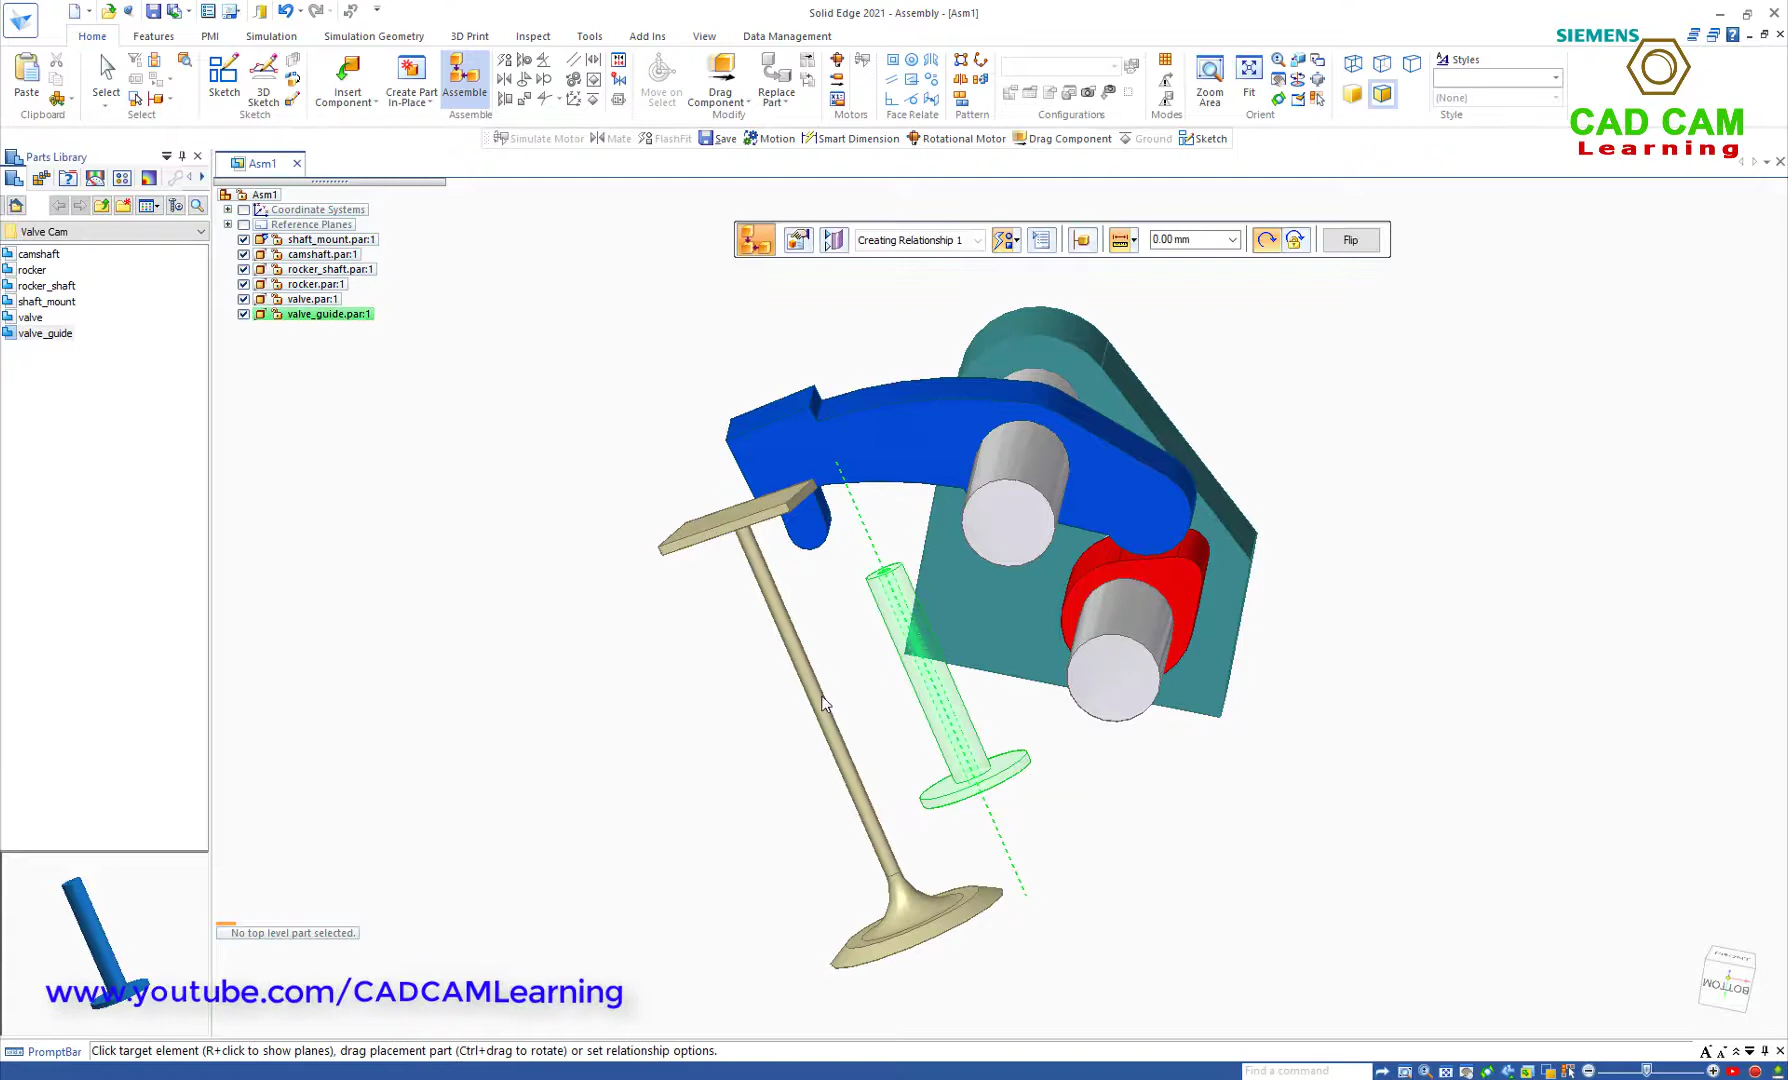 Solid Edge 2021 - Assembly - [Asm1]
Home
Features
PMI
Simulation
Simulation Geometry
3D Print
Inspect
Tools
Add Ins
View
Data Management
SIEMENS
CAD CAM
Learning
Paste
Clipboard
Select
Select
Sketch
3D
Sketch
Sketch
Insert
Component
Create Part
In-Place
Assemble
Assemble
Move on
Select
Drag
Component
Replace
Part
Modify
Motors
Face Relate
Pattern
Configurations
Modes
Zoom
Area
Fit
Orient
Styles
(None)
Style
Simulate Motor
Mate
FlashFit
Save
Motion
Smart Dimension
Rotational Motor
Drag Component
Ground
Sketch
Parts Library
Asm1
Valve Cam
camshaft
rocker
rocker_shaft
shaft_mount
valve
valve_guide
Asm1
Coordinate Systems
Reference Planes
shaft_mount.par:1
camshaft.par:1
rocker_shaft.par:1
rocker.par:1
valve.par:1
valve_guide.par:1
Creating Relationship 1
0.00 mm
Flip
No top level part selected.
www.youtube.com/CADCAMLearning
FRONT
BOTTOM
PromptBar
Click target element (R+click to show planes), drag placement part (Ctrl+drag to rotate) or set relationship options.
Find a command